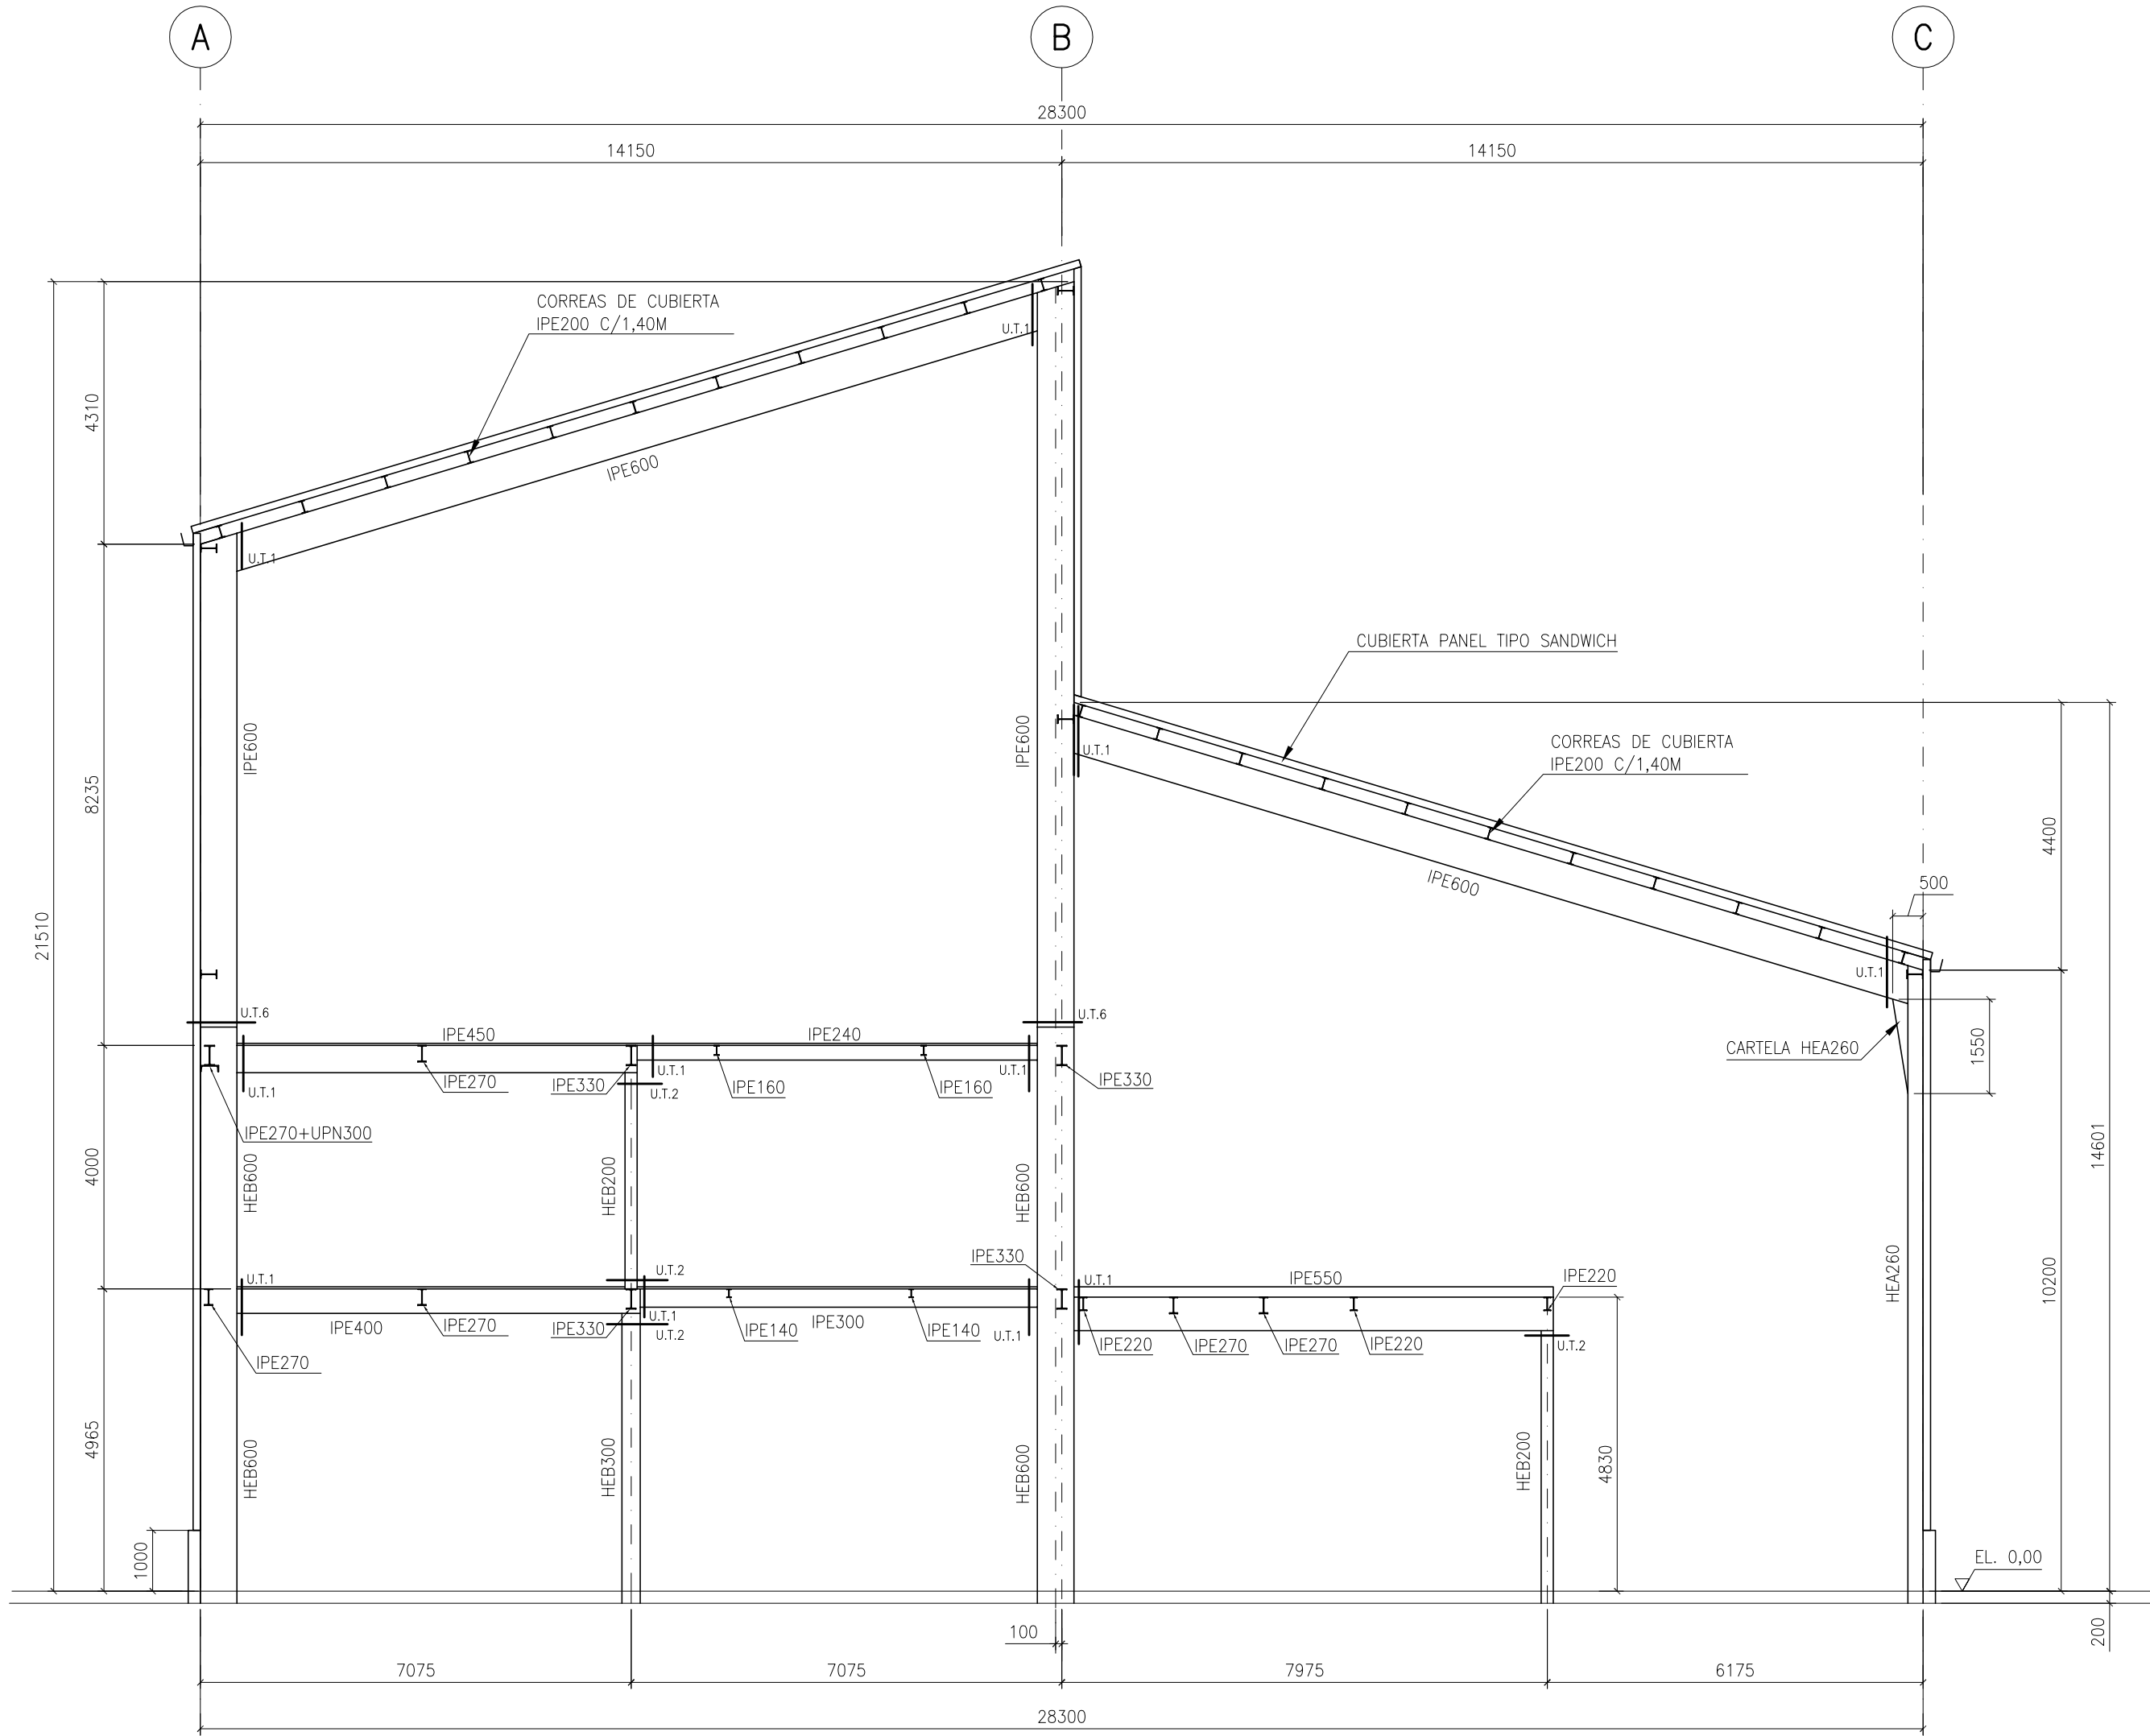 A
B
C
28300
14150
14150
CORREAS DE CUBIERTA
IPE200 C/1,40M
U.T.1
4310
IPE600
U.T.1
CUBIERTA PANEL TIPO SANDWICH
IPE600
IPE600
U.T.1
CORREAS DE CUBIERTA
IPE200 C/1,40M
8235
4400
IPE600
500
21510
U.T.1
U.T.6
U.T.6
IPE450
IPE240
CARTELA HEA260
1550
IPE270
IPE330
U.T.1
U.T.1
IPE330
U.T.1
U.T.2
IPE160
IPE160
IPE270+UPN300
14601
4000
HEB600
HEB200
HEB600
IPE330
U.T.2
U.T.1
U.T.1
IPE550
IPE220
HEA260
10200
U.T.1
IPE400
IPE270
IPE330
U.T.2
IPE140
IPE300
IPE140
U.T.1
IPE220
IPE270
IPE270
IPE220
U.T.2
IPE270
4965
HEB600
HEB300
HEB600
HEB200
4830
1000
EL. 0,00
100
200
7075
7075
7975
6175
28300